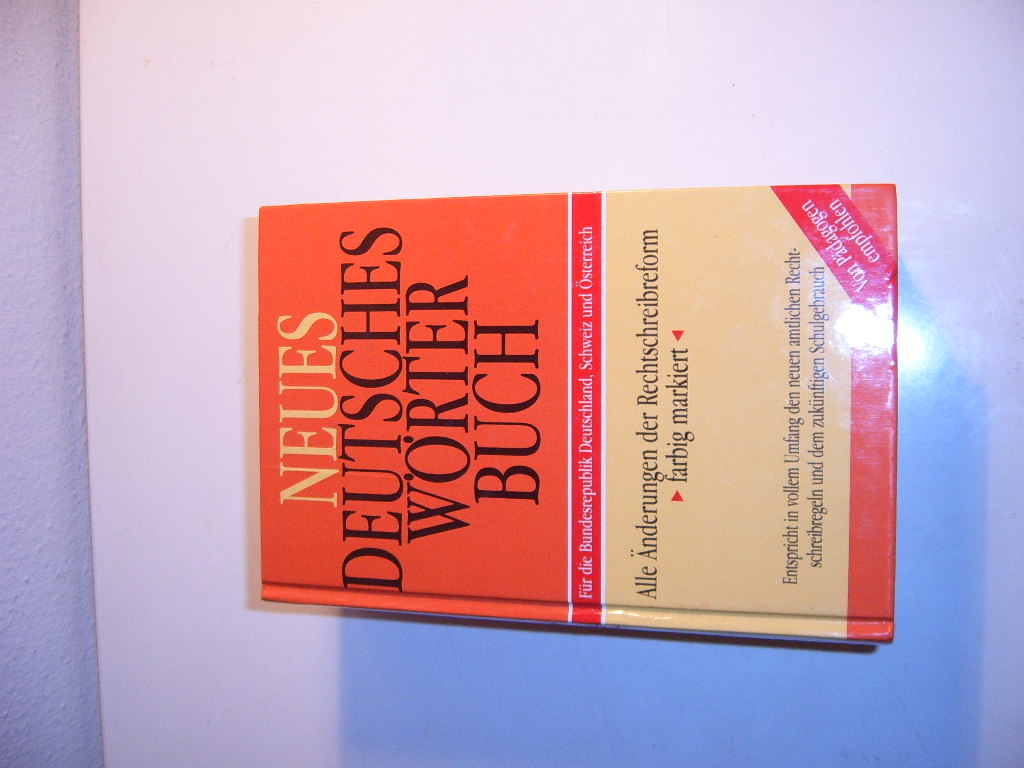 NEUES
DEUTSCHES
WÖRTER
BUCH
Für die Bundesrepublik Deutschland, Schweiz und Österreich
Alle Änderungen der Rechtschreibreform
▶ farbig markiert ◀
Entspricht in vollem Umfang den neuen amtlichen Recht-
schreibregeln und dem zukünftigen Schulgebrauch
Von Pädagogen
empfohlen